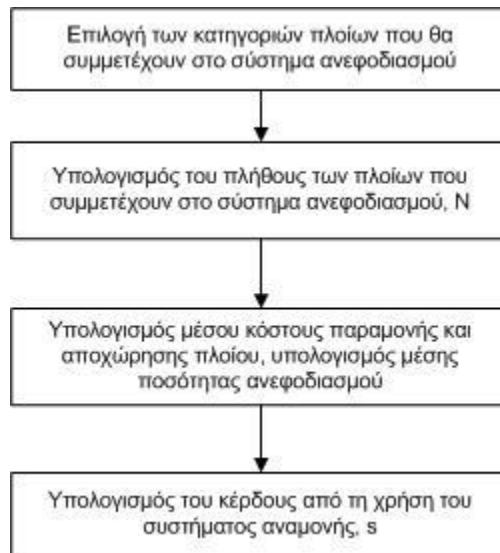 Επιλογή των κατηγοριών πλοίων που θα
συμμετέχουν στο σύστημα ανεφοδιασμού
Υπολογισμός του πλήθους των πλοίων που
συμμετέχουν στο σύστημα ανεφοδιασμού, N
Υπολογισμός μέσου κόστους παραμονής και
αποχώρησης πλοίου, υπολογισμός μέσης
ποσότητας ανεφοδιασμού
Υπολογισμός του κέρδους από τη χρήση του
συστήματος αναμονής, s